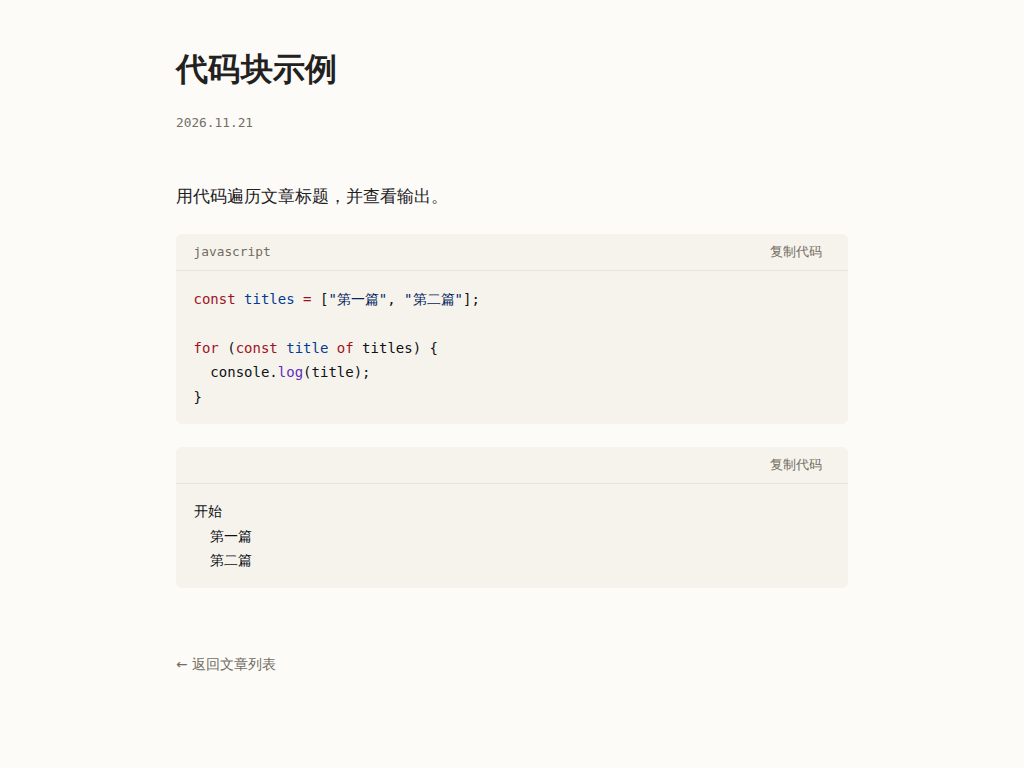 代码块示例
2026.11.21
用代码遍历文章标题，并查看输出。
javascript
复制代码
const titles = ["第一篇", "第二篇"];
for (const title of titles) {
  console.log(title);
}
复制代码
开始
  第一篇
  第二篇
← 返回文章列表